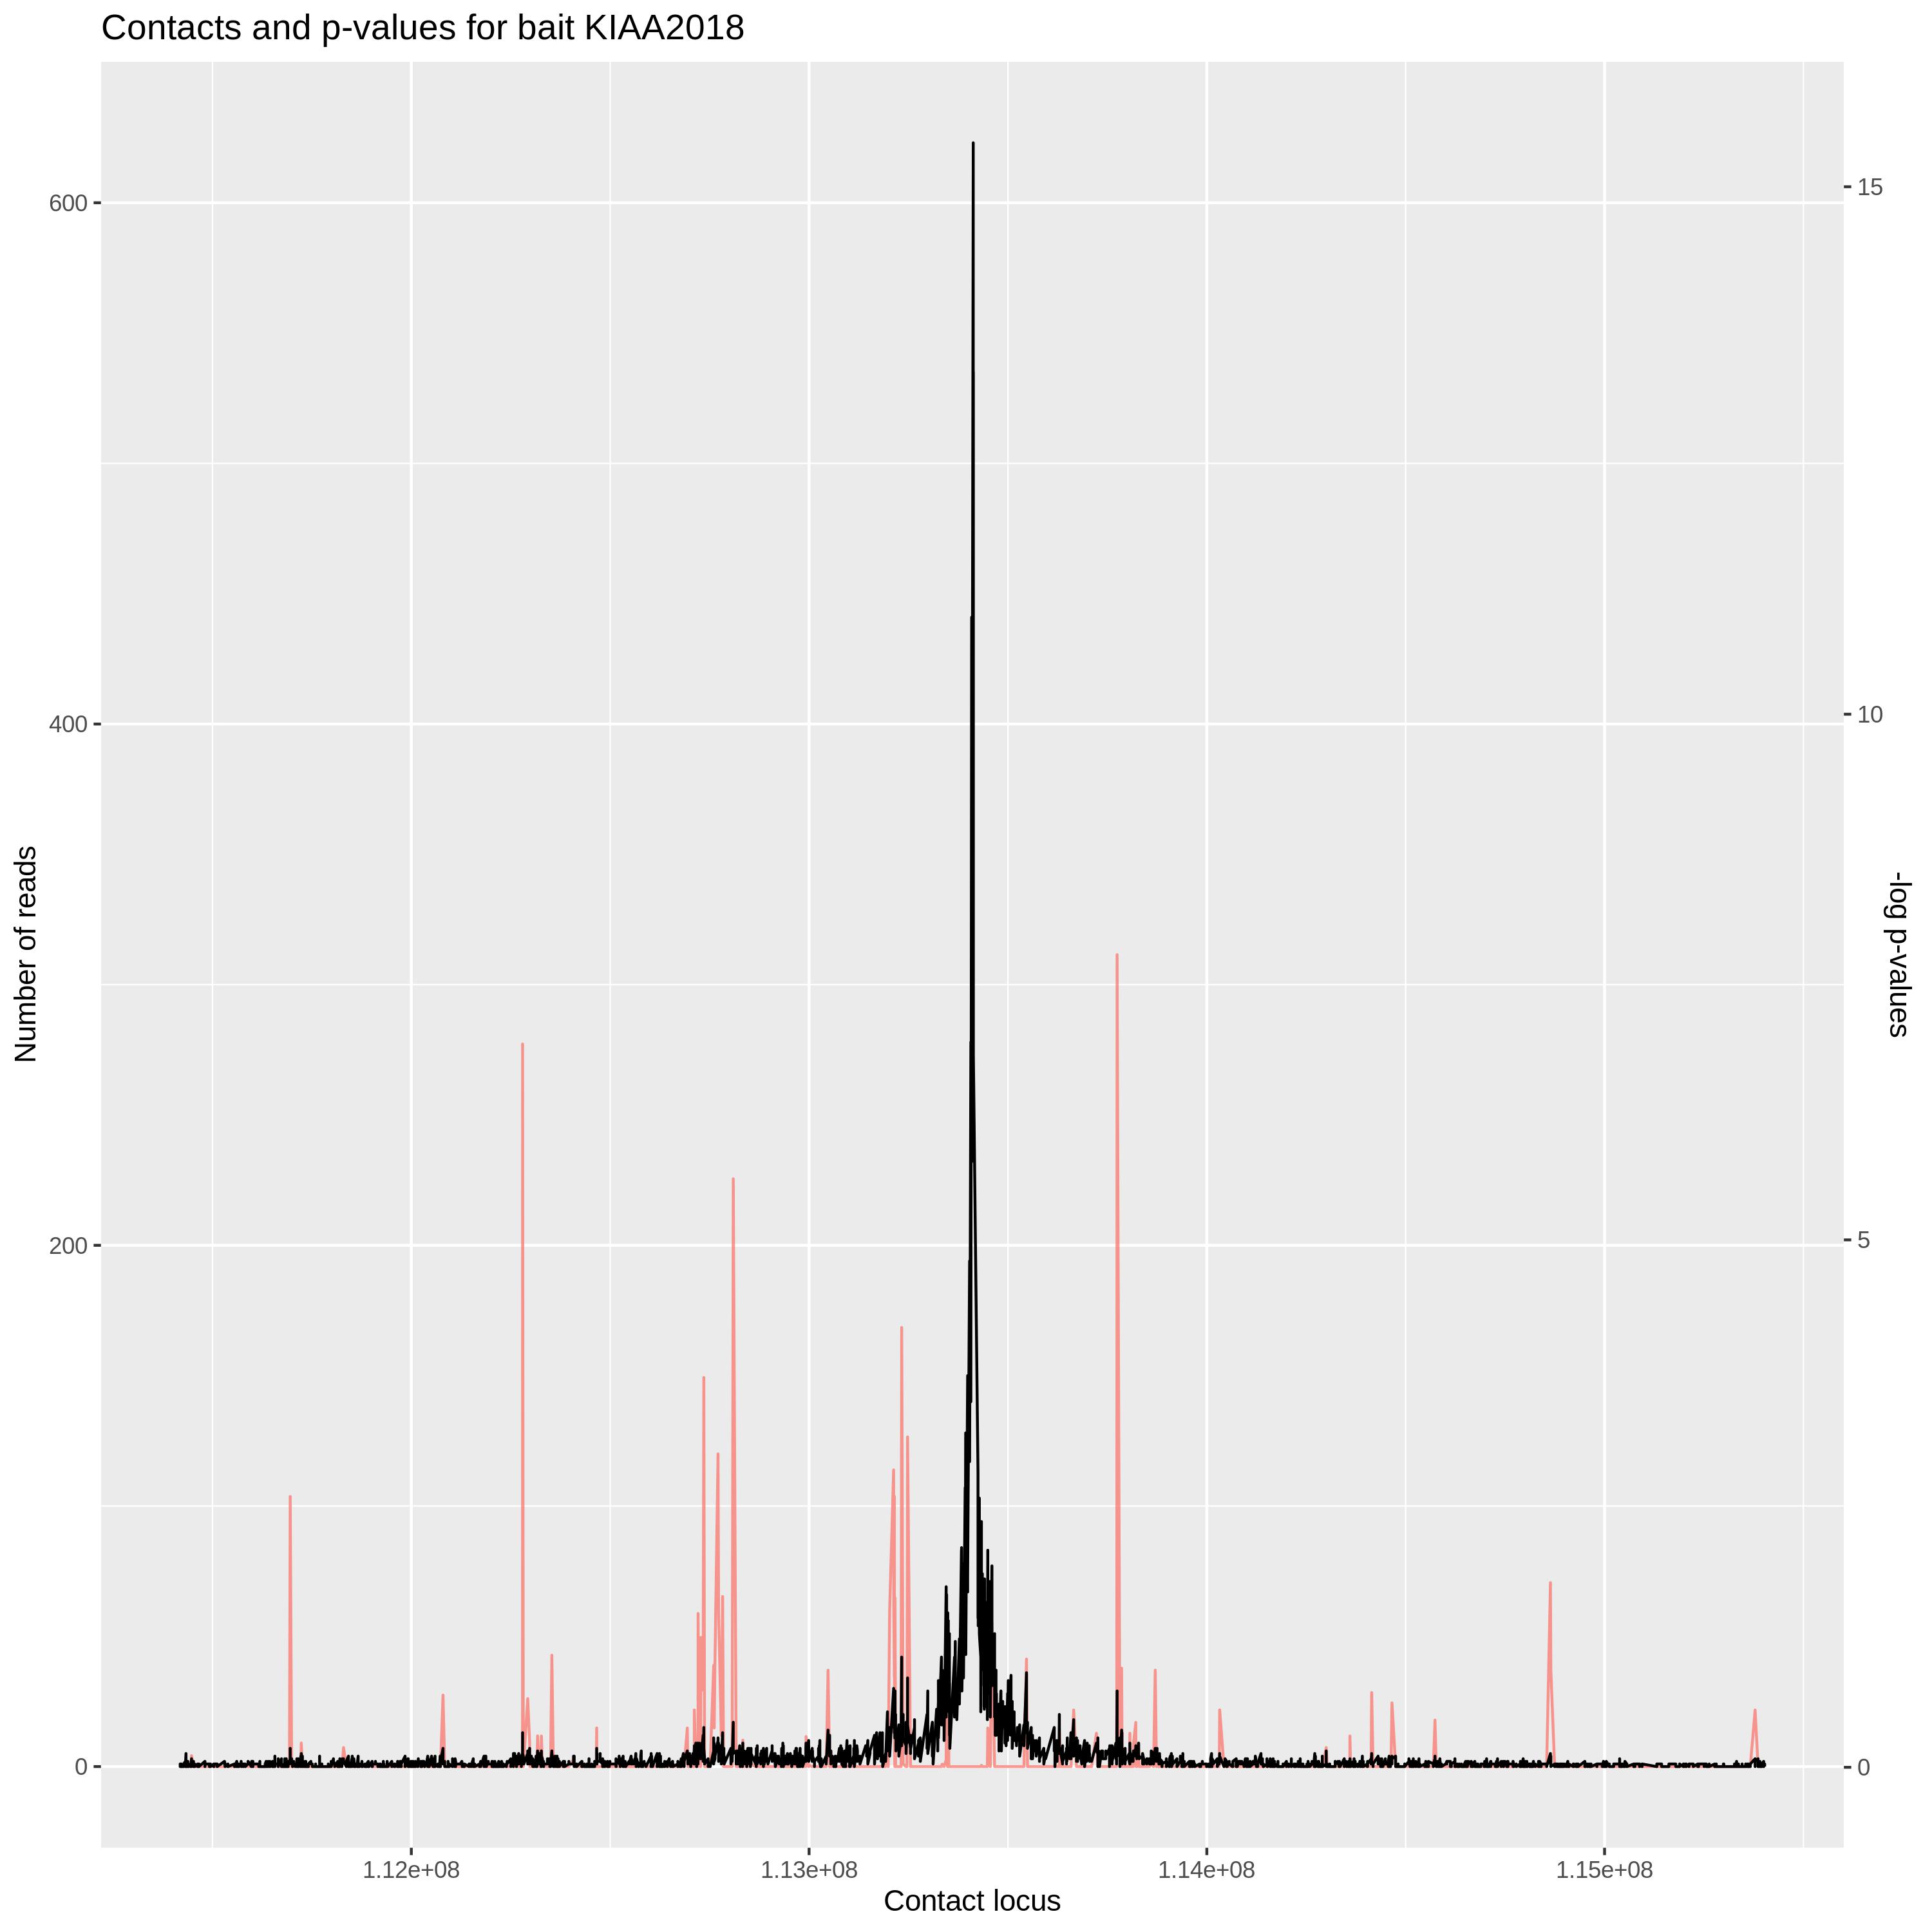 Contacts and p-values for bait KIAA2018
600
400
200
0
Number of reads
15
10
5
0
-log p-values
1.12e+08
1.13e+08
1.14e+08
1.15e+08
Contact locus